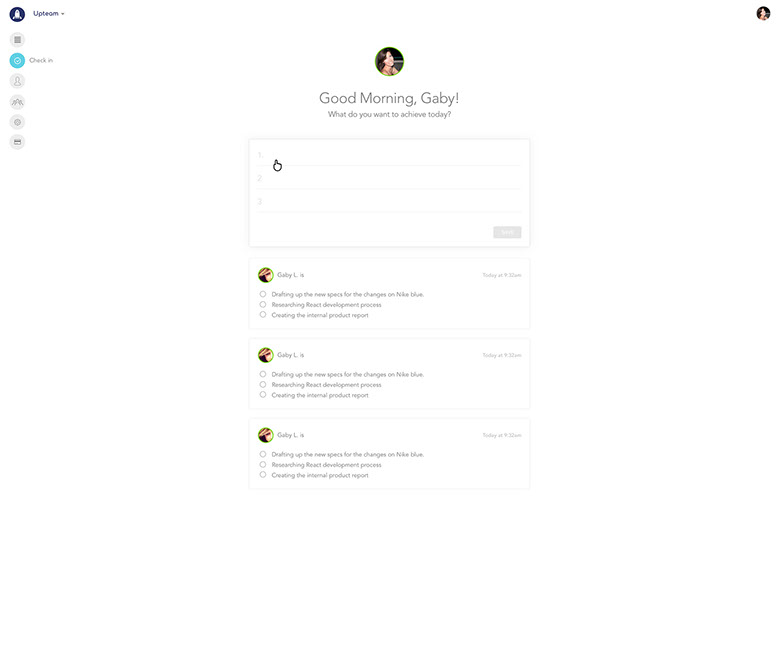 Upteam
Check in
Good Morning, Gaby!
What do you want to achieve today?
1.
2
3
Gaby L. is
Today at 9:32am
Drafting up the new specs for the changes on Nike blue.
Researching React development process
Creating the internal product report
Gaby L. is
Today at 9:32am
Drafting up the new specs for the changes on Nike blue.
Researching React development process
Creating the internal product report
Gaby L. is
Today at 9:32am
Drafting up the new specs for the changes on Nike blue.
Researching React development process
Creating the internal product report